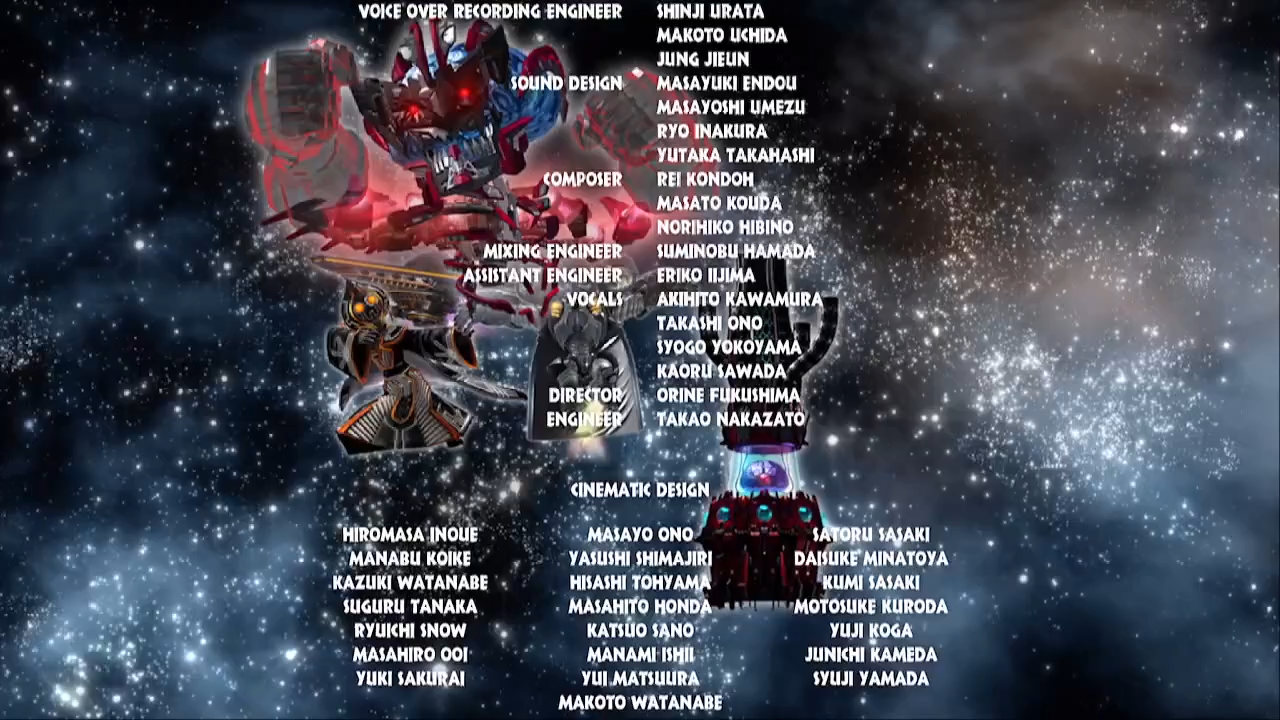 VOICE OVER RECORDING ENGINEER SHINJI URATA
MAKOTO UCHIDA
JUNG JIEUN
SOUND DESIGN MASAYUKI ENDOU
MASAYOSHI UMEZU
RYO INAKURA
YUTAKA TAKAHASHI
COMPOSER REI KONDOH
MASATO KOUDA
NORIHIKO HIBINO
MIXING ENGINEER SUMINOBU HAMADA
ASSISTANT ENGINEER ERIKO IIJIMA
VOCALS AKIHITO KAWAMURA
TAKASHI ONO
SYOGO YOKOYAMA
KAORU SAWADA
DIRECTOR ORINE FUKUSHIMA
ENGINEER TAKAO NAKAZATO
CINEMATIC DESIGN
HIROMASA INOUE MASAYO ONO SATORU SASAKI
MANABU KOIKE YASUSHI SHIMAJIRI DAISUKE MINATOYA
KAZUKI WATANABE HISASHI TOHYAMA KUMI SASAKI
SUGURU TANAKA MASAHITO HONDA MOTOSUKE KURODA
RYUICHI SNOW KATSUO SANO YUJI KOGA
MASAHIRO OOI MANAMI ISHII JUNICHI KAMEDA
YUKI SAKURAI YUI MATSUURA SYUJI YAMADA
MAKOTO WATANABE